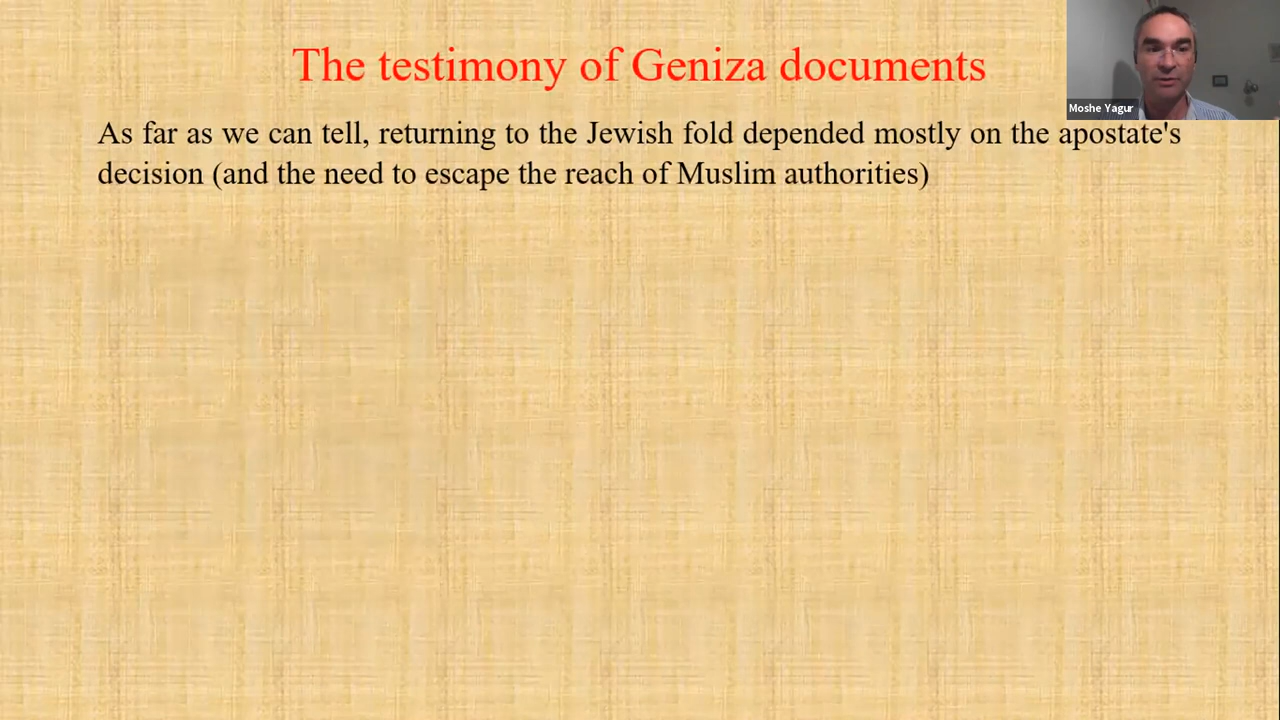 The testimony of Geniza documents
Moshe Yagur
As far as we can tell, returning to the Jewish fold depended mostly on the apostate's
decision (and the need to escape the reach of Muslim authorities)